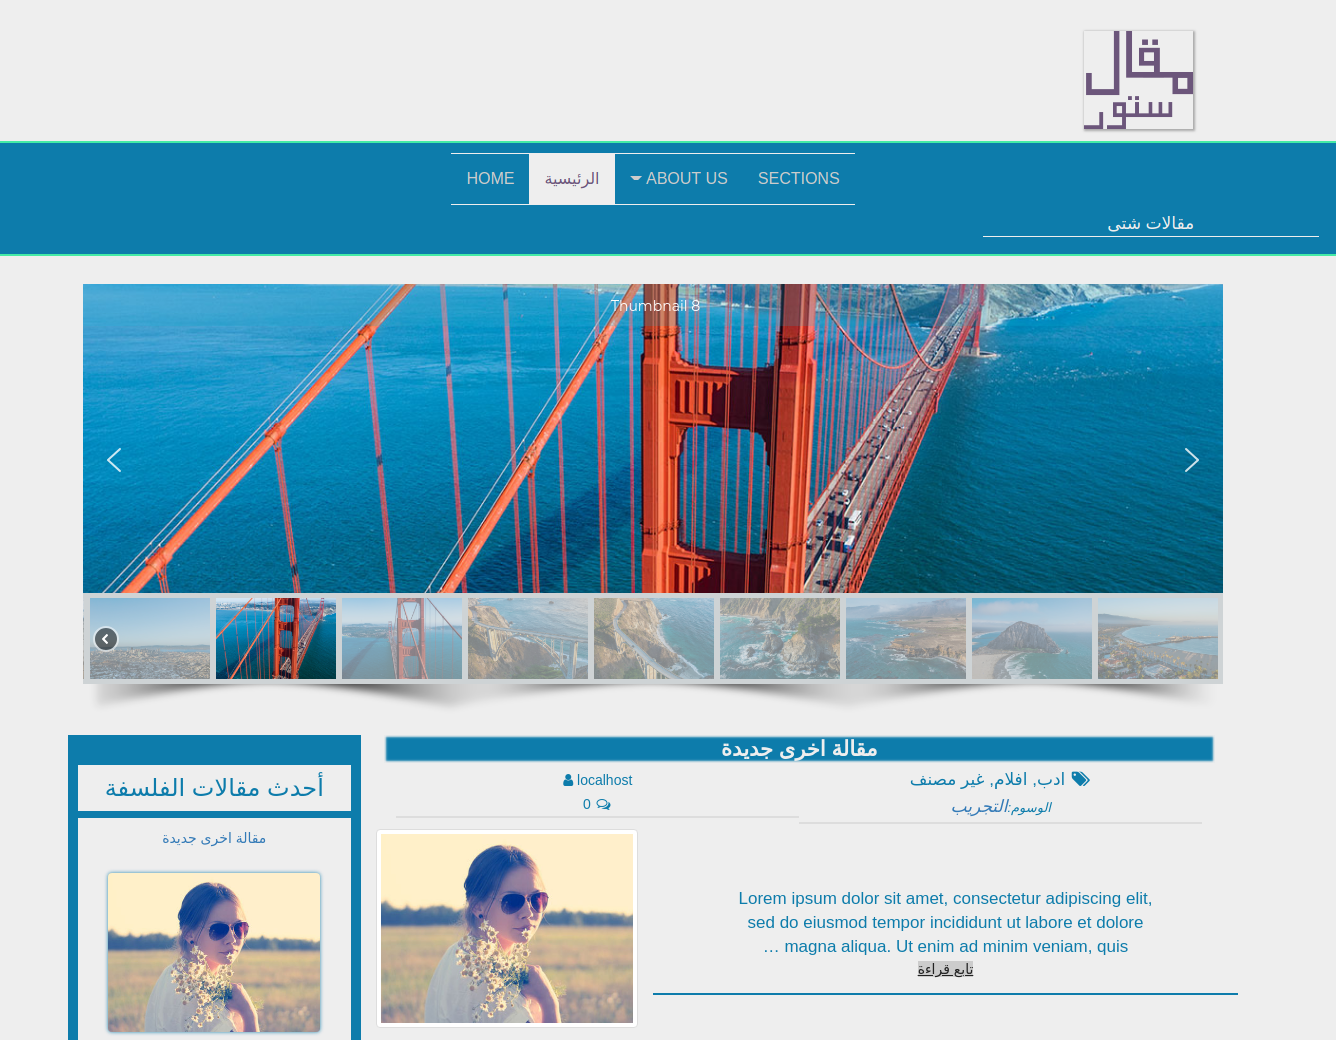 مقال
ستور
HOME
الرئيسية
ABOUT US
SECTIONS
مقالات شتى
Thumbnail 8
مقالة اخرى جديدة
ادب, افلام, غير مصنف
الوسوم:التجريب
localhost
0
Lorem ipsum dolor sit amet, consectetur adipiscing elit,
sed do eiusmod tempor incididunt ut labore et dolore
magna aliqua. Ut enim ad minim veniam, quis …
تابع قراءة
أحدث مقالات الفلسفة
مقالة اخرى جديدة